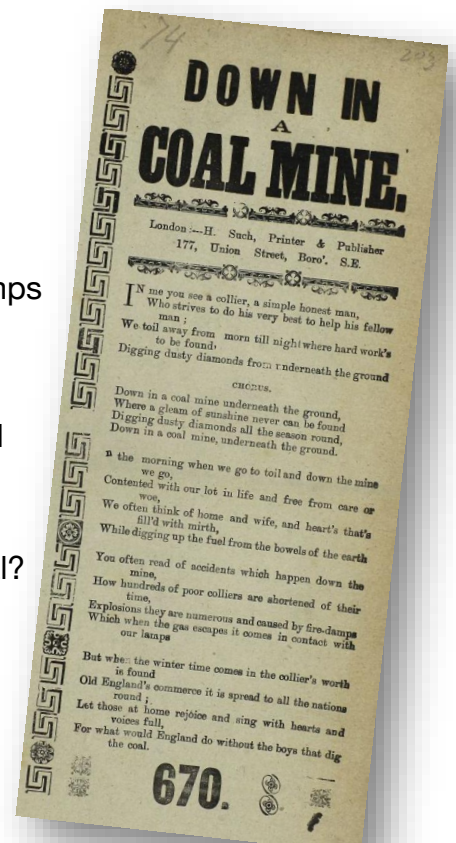 mps
l
l?
74
203
DOWN IN
A
COAL MINE.
London:—H. Such, Printer & Publisher
177, Union Street, Boro'. S.E.
IN me you see a collier, a simple honest man,
Who strives to do his very best to help his fellow
man ;
We toil away from morn till night where hard work's
to be found,
Digging dusty diamonds from underneath the ground
CHORUS.
Down in a coal mine underneath the ground,
Where a gleam of sunshine never can be found
Digging dusty diamonds all the season round,
Down in a coal mine, underneath the ground.
n the morning when we go to toil and down the mine
we go,
Contented with our lot in life and free from care or
woe,
We often think of home and wife, and heart's that's
fill'd with mirth,
While digging up the fuel from the bowels of the earth
You often read of accidents which happen down the
mine,
How hundreds of poor colliers are shortened of their
time,
Explosions they are numerous and caused by fire-damps
Which when the gas escapes it comes in contact with
our lamps
But when the winter time comes in the collier's worth
is found
Old England's commerce it is spread to all the nations
round ;
Let those at home rejoice and sing with hearts and
voices full,
For what would England do without the boys that dig
the coal.
670.